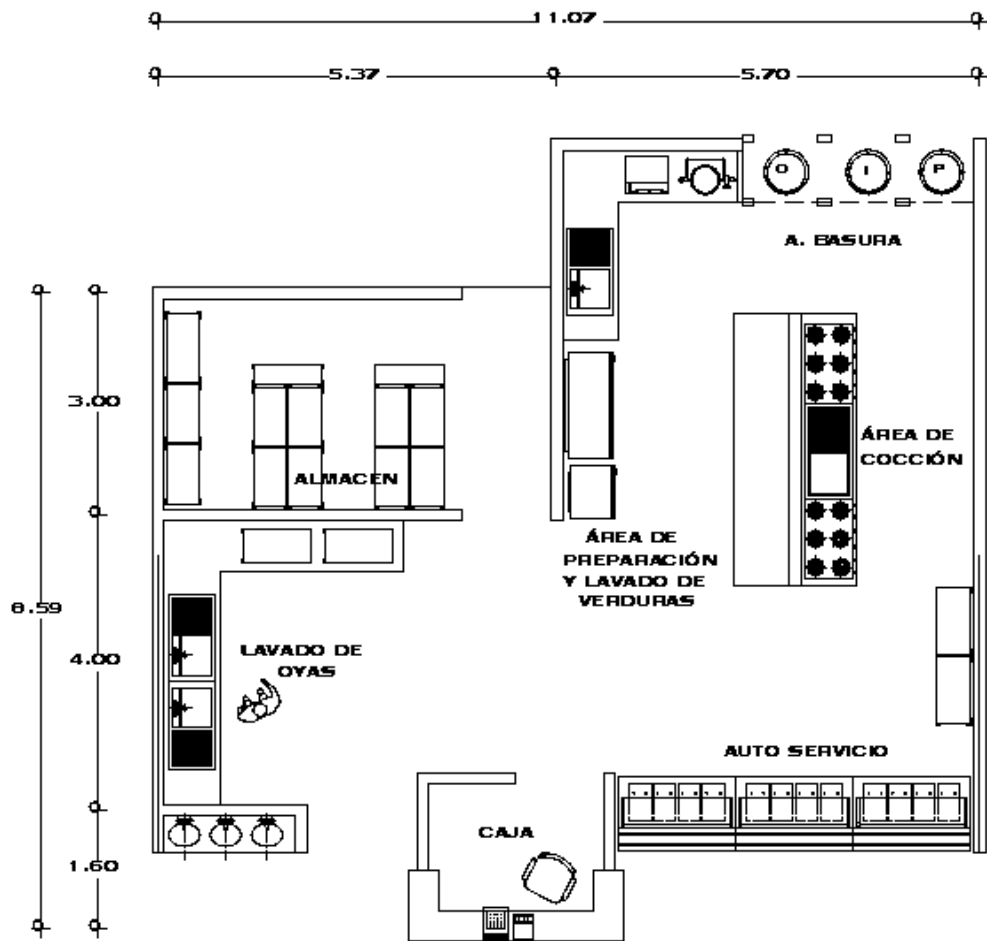 11.07
5.37
5.70
O I P
A. BASURA
3.00
ÁREA DE
COCCIÓN
ALMACEN
ÁREA DE
PREPARACIÓN
Y LAVADO DE
VERDURAS
8.59
4.00
LAVADO DE
OYAS
AUTO SERVICIO
CAJA
1.60